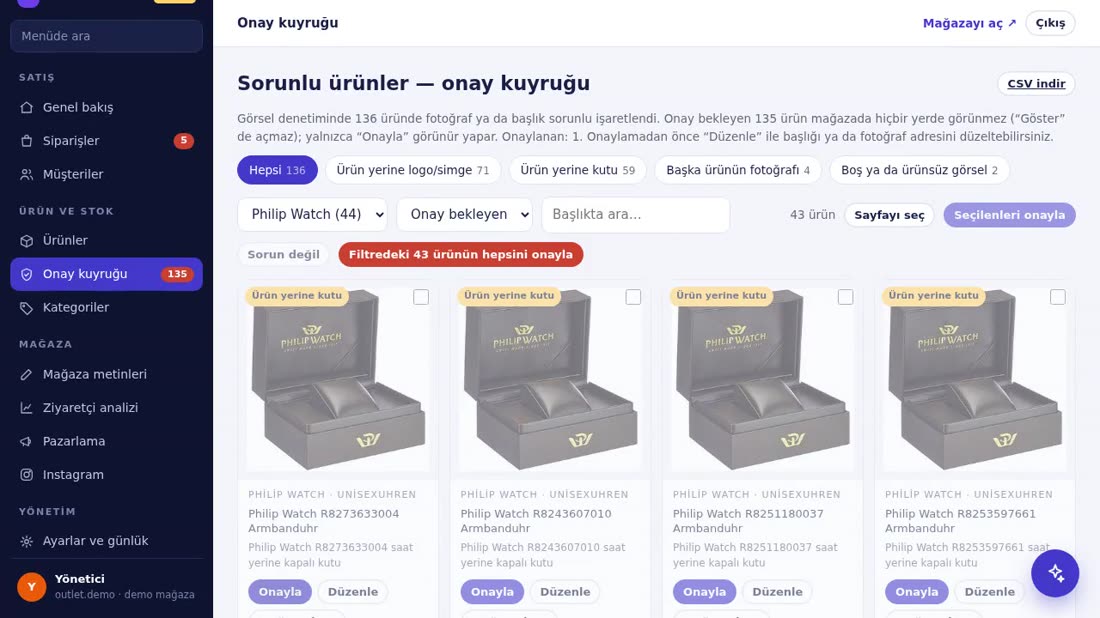 Menüde ara
SATIŞ
Genel bakış
Siparişler 5
Müşteriler
ÜRÜN VE STOK
Ürünler
Onay kuyruğu 135
Kategoriler
MAĞAZA
Mağaza metinleri
Ziyaretçi analizi
Pazarlama
Instagram
YÖNETİM
Ayarlar ve günlük
Y
Yönetici
outlet.demo · demo mağaza
Onay kuyruğu
Mağazayı aç ↗ Çıkış
Sorunlu ürünler — onay kuyruğu
CSV indir
Görsel denetiminde 136 üründe fotoğraf ya da başlık sorunlu işaretlendi. Onay bekleyen 135 ürün mağazada hiçbir yerde görünmez (“Göster”
de açmaz); yalnızca “Onayla” görünür yapar. Onaylanan: 1. Onaylamadan önce “Düzenle” ile başlığı ya da fotoğraf adresini düzeltebilirsiniz.
Hepsi 136 Ürün yerine logo/simge 71 Ürün yerine kutu 59 Başka ürünün fotoğrafı 4 Boş ya da ürünsüz görsel 2
Philip Watch (44) Onay bekleyen Başlıkta ara… 43 ürün Sayfayı seç Seçilenleri onayla
Sorun değil Filtredeki 43 ürünün hepsini onayla
Ürün yerine kutu Ürün yerine kutu Ürün yerine kutu Ürün yerine kutu
PHILIP WATCH PHILIP WATCH PHILIP WATCH PHILIP WATCH
PHİLİP WATCH · UNİSEXUHREN PHİLİP WATCH · UNİSEXUHREN PHİLİP WATCH · UNİSEXUHREN PHİLİP WATCH · UNİSEXUHREN
Philip Watch R8273633004 Philip Watch R8243607010 Philip Watch R8251180037 Philip Watch R8253597661
Armbanduhr Armbanduhr Armbanduhr Armbanduhr
Philip Watch R8273633004 saat Philip Watch R8243607010 saat Philip Watch R8251180037 saat Philip Watch R8253597661 saat
yerine kapalı kutu yerine kapalı kutu yerine kapalı kutu yerine kapalı kutu
Onayla Düzenle Onayla Düzenle Onayla Düzenle Onayla Düzenle